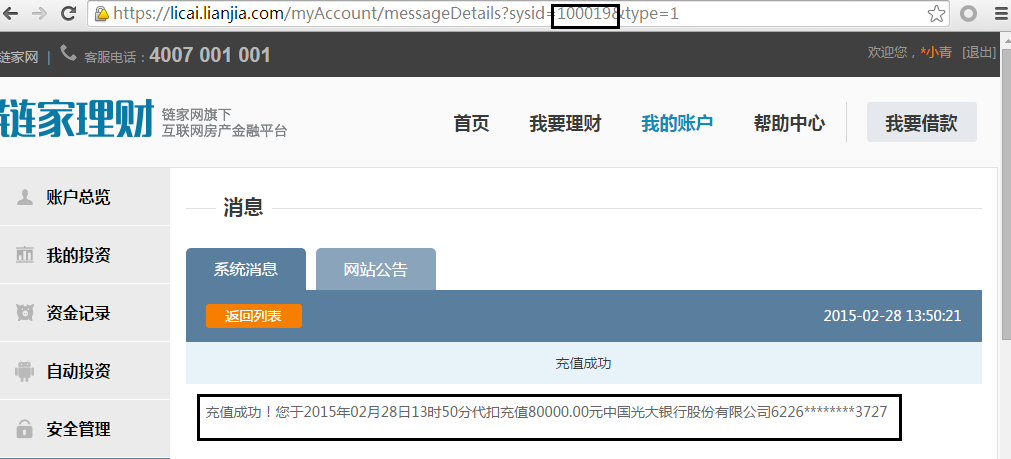 https://licai.lianjia.com/myAccount/messageDetails?sysid=100019&type=1
链家网 | 客服电话：4007 001 001 欢迎您，*小青 [退出]
链家理财 链家网旗下
互联网房产金融平台
首页 我要理财 我的账户 帮助中心 我要借款
账户总览
我的投资
资金记录
自动投资
安全管理
消息
系统消息 网站公告
返回列表 2015-02-28 13:50:21
充值成功
充值成功！您于2015年02月28日13时50分代扣充值80000.00元中国光大银行股份有限公司6226********3727